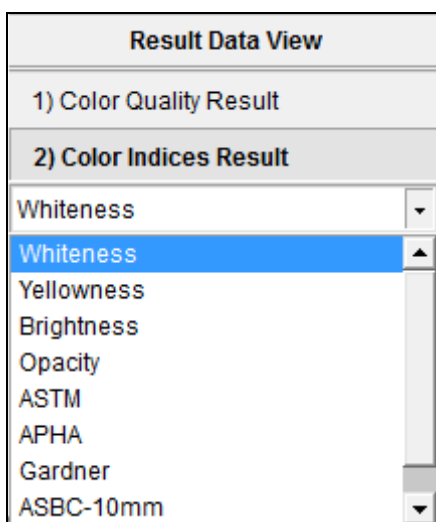 Result Data View
1) Color Quality Result
2) Color Indices Result
Whiteness
Whiteness
Yellowness
Brightness
Opacity
ASTM
APHA
Gardner
ASBC-10mm